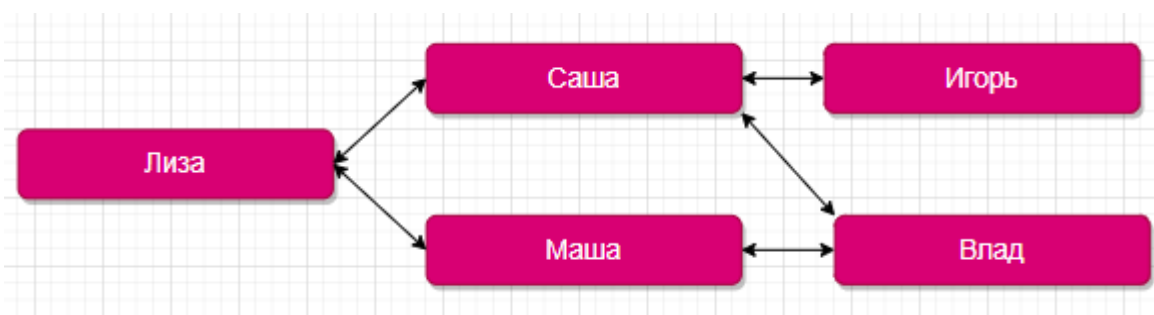 Саша
Игорь
Лиза
Маша
Влад